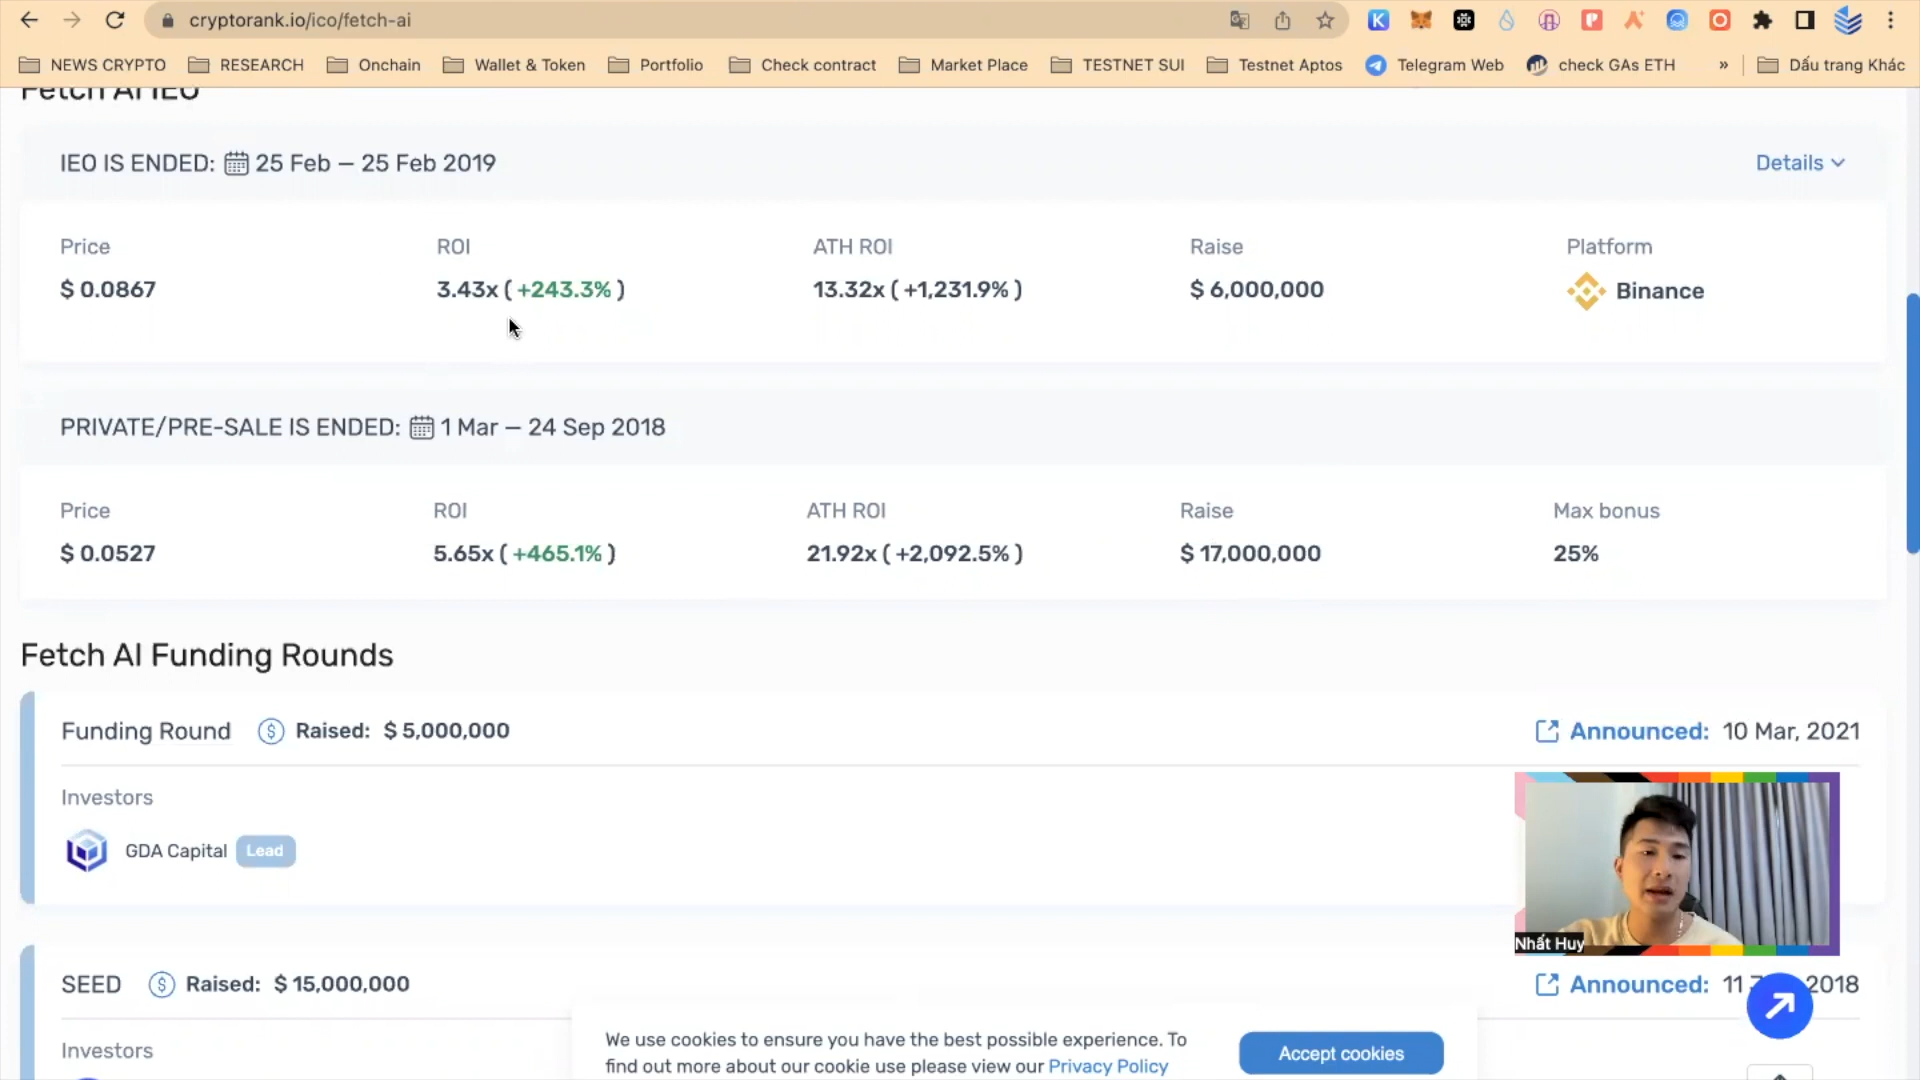 cryptorank.io/ico/fetch-ai
NEWS CRYPTO RESEARCH Onchain Wallet & Token Portfolio Check contract Market Place TESTNET SUI Testnet Aptos Telegram Web check GAs ETH » Dấu trang Khác
Fetch AI IEO
IEO IS ENDED: 25 Feb — 25 Feb 2019 Details
Price ROI ATH ROI Raise Platform
$ 0.0867 3.43x ( +243.3% ) 13.32x ( +1,231.9% ) $ 6,000,000 Binance
PRIVATE/PRE-SALE IS ENDED: 1 Mar — 24 Sep 2018
Price ROI ATH ROI Raise Max bonus
$ 0.0527 5.65x ( +465.1% ) 21.92x ( +2,092.5% ) $ 17,000,000 25%
Fetch AI Funding Rounds
Funding Round Raised: $ 5,000,000 Announced: 10 Mar, 2021
Investors
GDA Capital Lead
Nhất Huy
SEED Raised: $ 15,000,000 Announced: 11 2018
Investors
We use cookies to ensure you have the best possible experience. To
find out more about our cookie use please view our Privacy Policy
Accept cookies